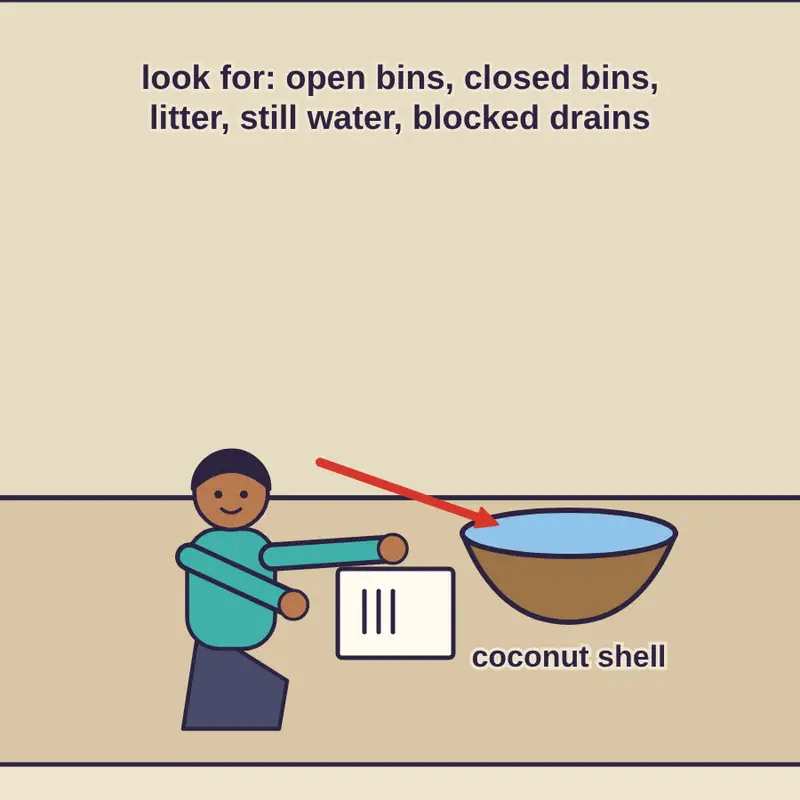 look for: open bins, closed bins,
litter, still water, blocked drains
coconut shell